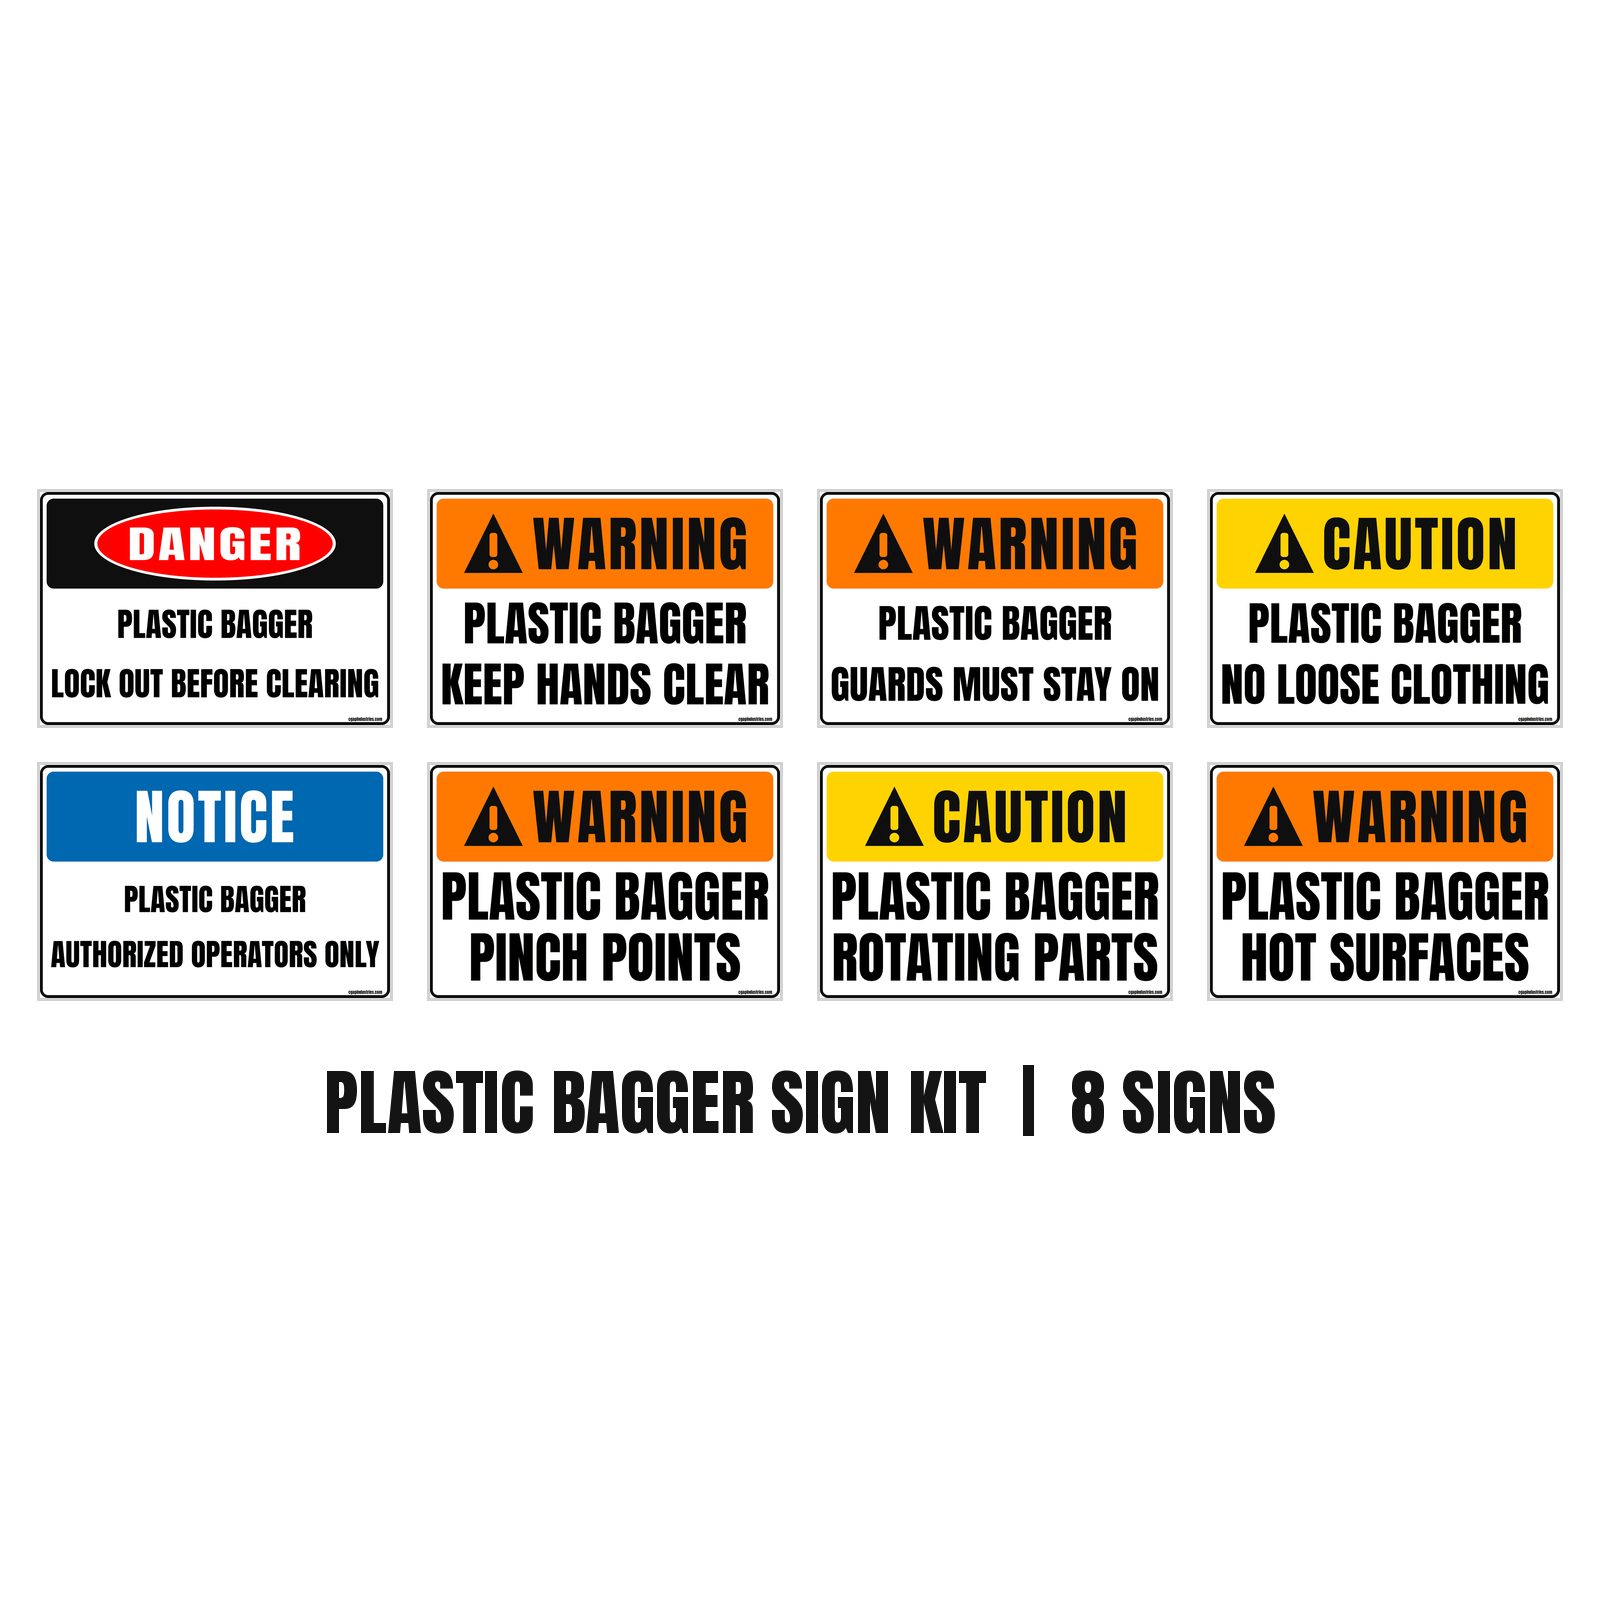 DANGER
PLASTIC BAGGER
LOCK OUT BEFORE CLEARING
WARNING
PLASTIC BAGGER
KEEP HANDS CLEAR
WARNING
PLASTIC BAGGER
GUARDS MUST STAY ON
CAUTION
PLASTIC BAGGER
NO LOOSE CLOTHING
NOTICE
PLASTIC BAGGER
AUTHORIZED OPERATORS ONLY
WARNING
PLASTIC BAGGER
PINCH POINTS
CAUTION
PLASTIC BAGGER
ROTATING PARTS
WARNING
PLASTIC BAGGER
HOT SURFACES
PLASTIC BAGGER SIGN KIT | 8 SIGNS